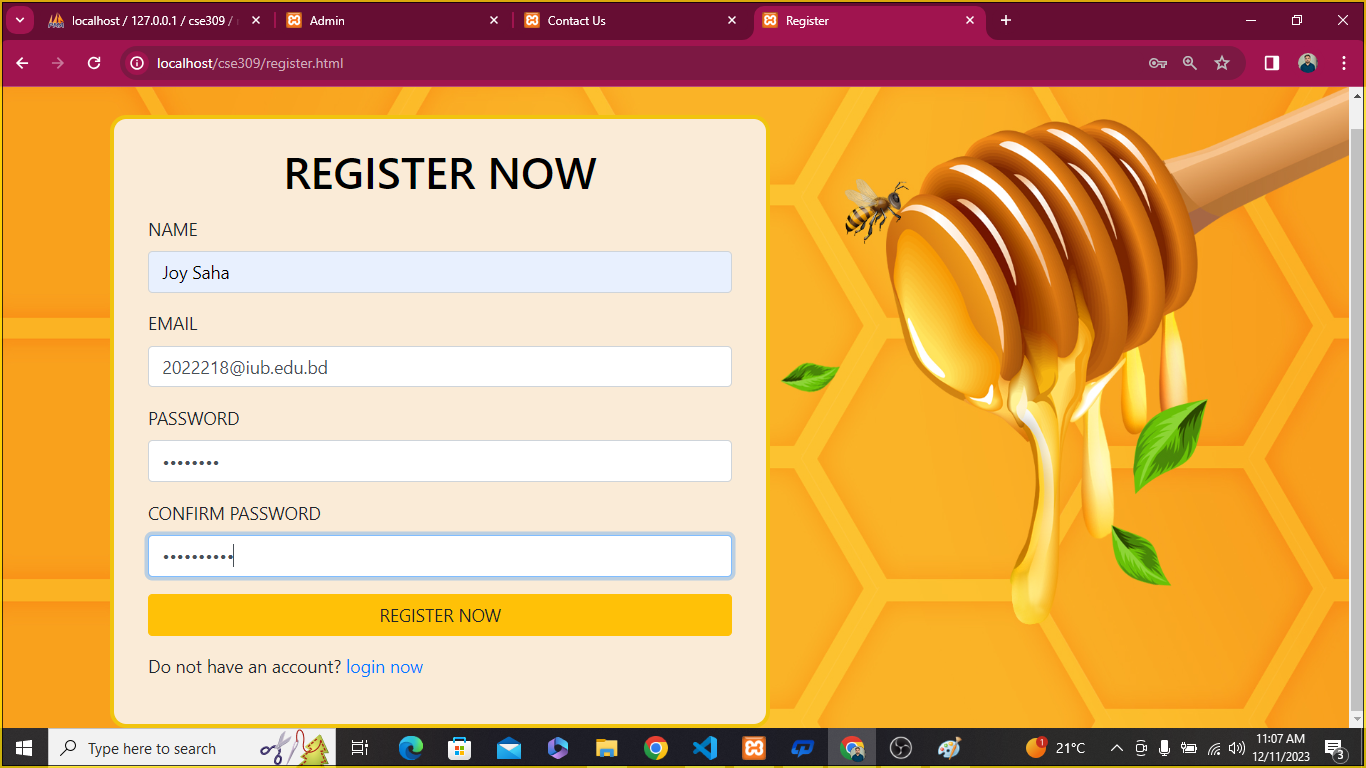 localhost / 127.0.0.1 / cse309 /
Admin
Contact Us
Register
localhost/cse309/register.html
REGISTER NOW
NAME
Joy Saha
EMAIL
2022218@iub.edu.bd
PASSWORD
••••••••
CONFIRM PASSWORD
••••••••••
REGISTER NOW
Do not have an account? login now
Type here to search
1
21°C
11:07 AM
12/11/2023
3